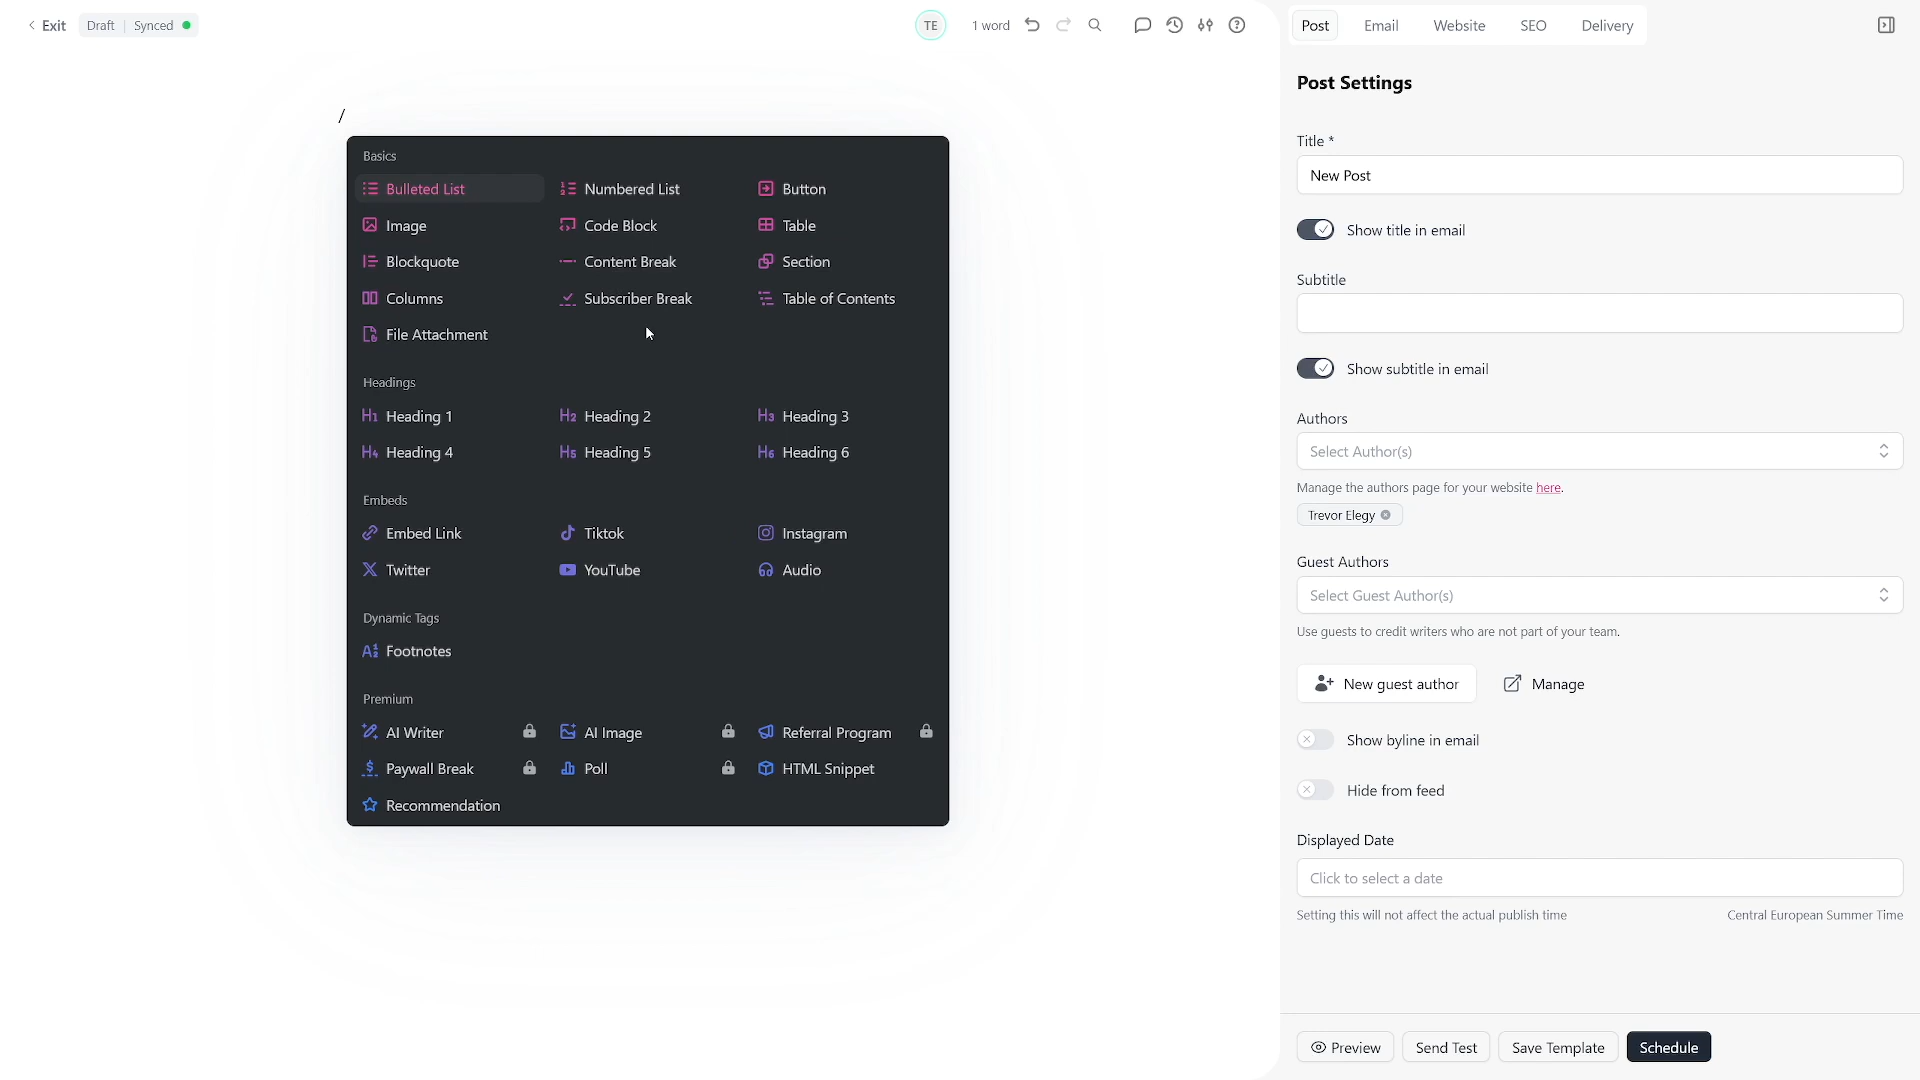 Exit
Draft | Synced
TE
1 word
Post Email Website SEO Delivery
/
Basics
Bulleted List Numbered List Button
Image Code Block Table
Blockquote Content Break Section
Columns Subscriber Break Table of Contents
File Attachment
Headings
H1 Heading 1 H2 Heading 2 H3 Heading 3
H4 Heading 4 H5 Heading 5 H6 Heading 6
Embeds
Embed Link Tiktok Instagram
Twitter YouTube Audio
Dynamic Tags
Footnotes
Premium
AI Writer AI Image Referral Program
Paywall Break Poll HTML Snippet
Recommendation
Post Settings
Title *
New Post
Show title in email
Subtitle
Show subtitle in email
Authors
Select Author(s)
Manage the authors page for your website here.
Trevor Elegy
Guest Authors
Select Guest Author(s)
Use guests to credit writers who are not part of your team.
New guest author Manage
Show byline in email
Hide from feed
Displayed Date
Click to select a date
Setting this will not affect the actual publish time Central European Summer Time
Preview Send Test Save Template Schedule